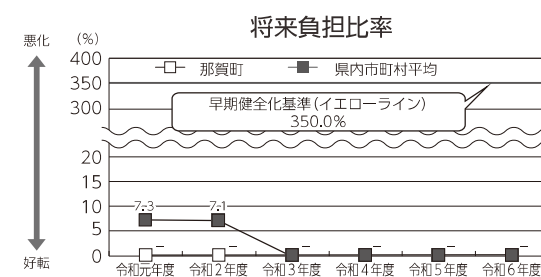 将来負担比率
悪化
(%)
400
350
300
那賀町
県内市町村平均
早期健全化基準(イエローライン)
350.0%
20
15
10
5
0
7.3
7.1
− − − − − −
好転
令和元年度 令和2年度 令和3年度 令和4年度 令和5年度 令和6年度